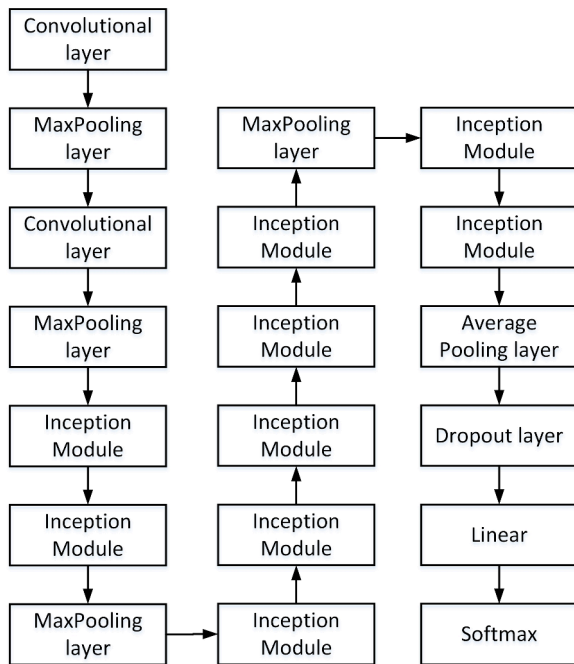 Convolutional
layer
MaxPooling
layer
Convolutional
layer
MaxPooling
layer
Inception
Module
Inception
Module
MaxPooling
layer
Inception
Module
Inception
Module
Inception
Module
Inception
Module
Inception
Module
MaxPooling
layer
Inception
Module
Inception
Module
Average
Pooling layer
Dropout layer
Linear
Softmax